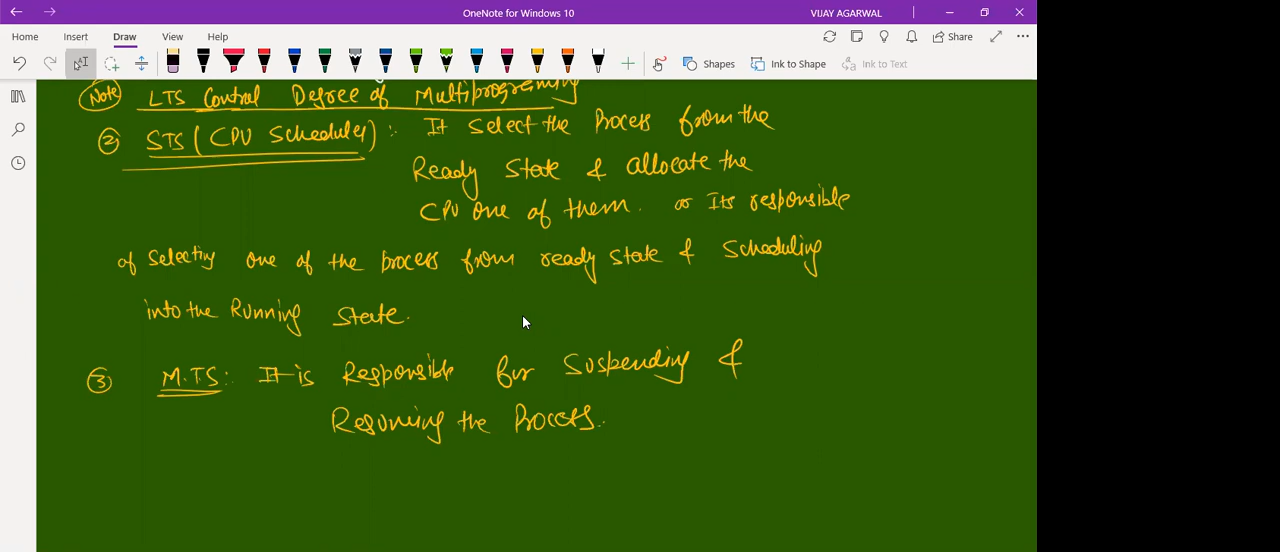 OneNote for Windows 10
VIJAY AGARWAL
Home Insert Draw View Help
Share
Shapes Ink to Shape Ink to Text
Note LTS Control Degree of Multiprograming
② STS (CPU Scheduler) : It Select the Process from the
Ready State & allocate the
CPU one of them. or Its responsible
of Selecting one of the process from ready state & Scheduling
into the Running State.
③ M.T.S: It is Responsible for Suspending &
Resuming the Process.